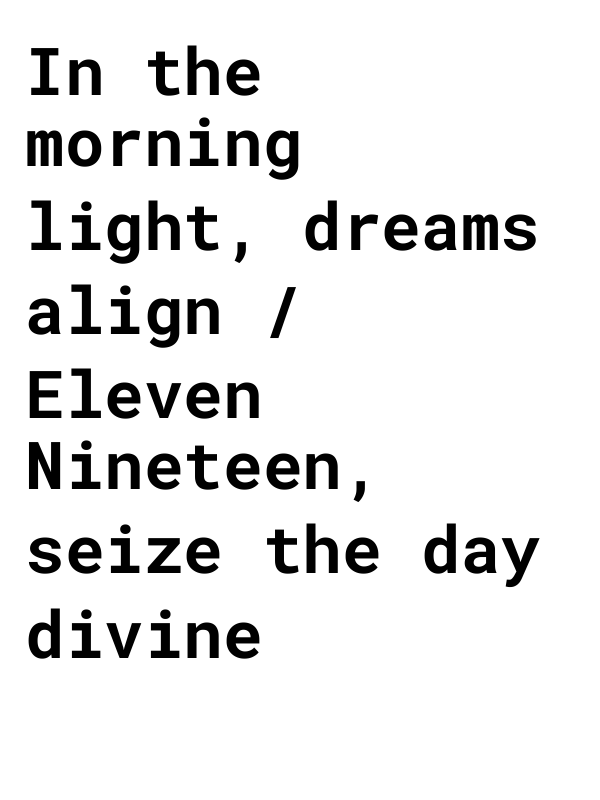 In the
morning
light, dreams
align /
Eleven
Nineteen,
seize the day
divine